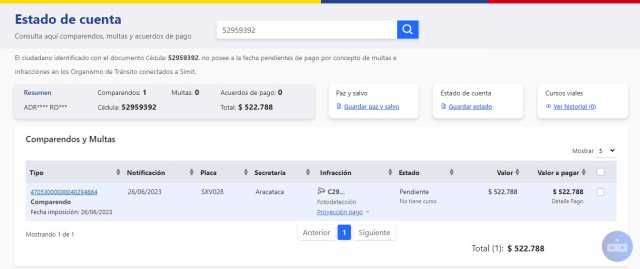 Estado de cuenta
Consulta aquí comparendos, multas y acuerdos de pago
52959392
El ciudadano identificado con el documento Cédula 52959392, no posee a la fecha pendientes de pago por concepto de multas e
infracciones en los Organismo de Tránsito conectados a Simit.
Resumen Comparendos: 1 Multas: 0 Acuerdos de pago: 0
ADR**** RO*** Cédula: 52959392 Total: $ 522.788
Paz y salvo
Guardar paz y salvo
Estado de cuenta
Guardar estado
Cursos viales
Ver historial (0)
Comparendos y Multas
Mostrar 5
Tipo Notificación Placa Secretaría Infracción Estado Valor Valor a pagar
47053000000040294864 26/06/2023 SXV028 Aracataca C29... Pendiente $ 522.788 $ 522.788
Comparendo Fotodetección No tiene curso Detalle Pago
Fecha imposición: 26/06/2023 Proyección pago
Mostrando 1 de 1
Anterior 1 Siguiente
Total (1): $ 522.788